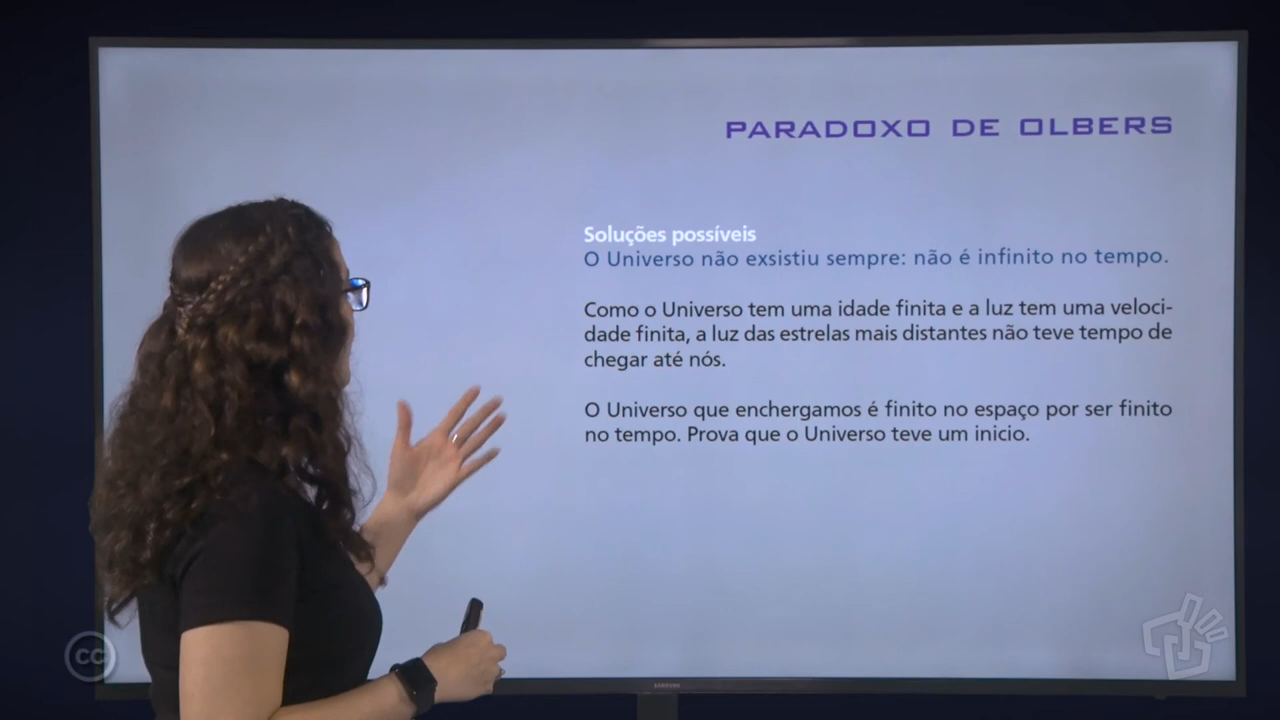 PARADOXO DE OLBERS
Soluções possíveis
O Universo não exsistiu sempre: não é infinito no tempo.
Como o Universo tem uma idade finita e a luz tem uma veloci-
dade finita, a luz das estrelas mais distantes não teve tempo de
chegar até nós.
O Universo que enchergamos é finito no espaço por ser finito
no tempo. Prova que o Universo teve um inicio.
cc
SAMSUNG